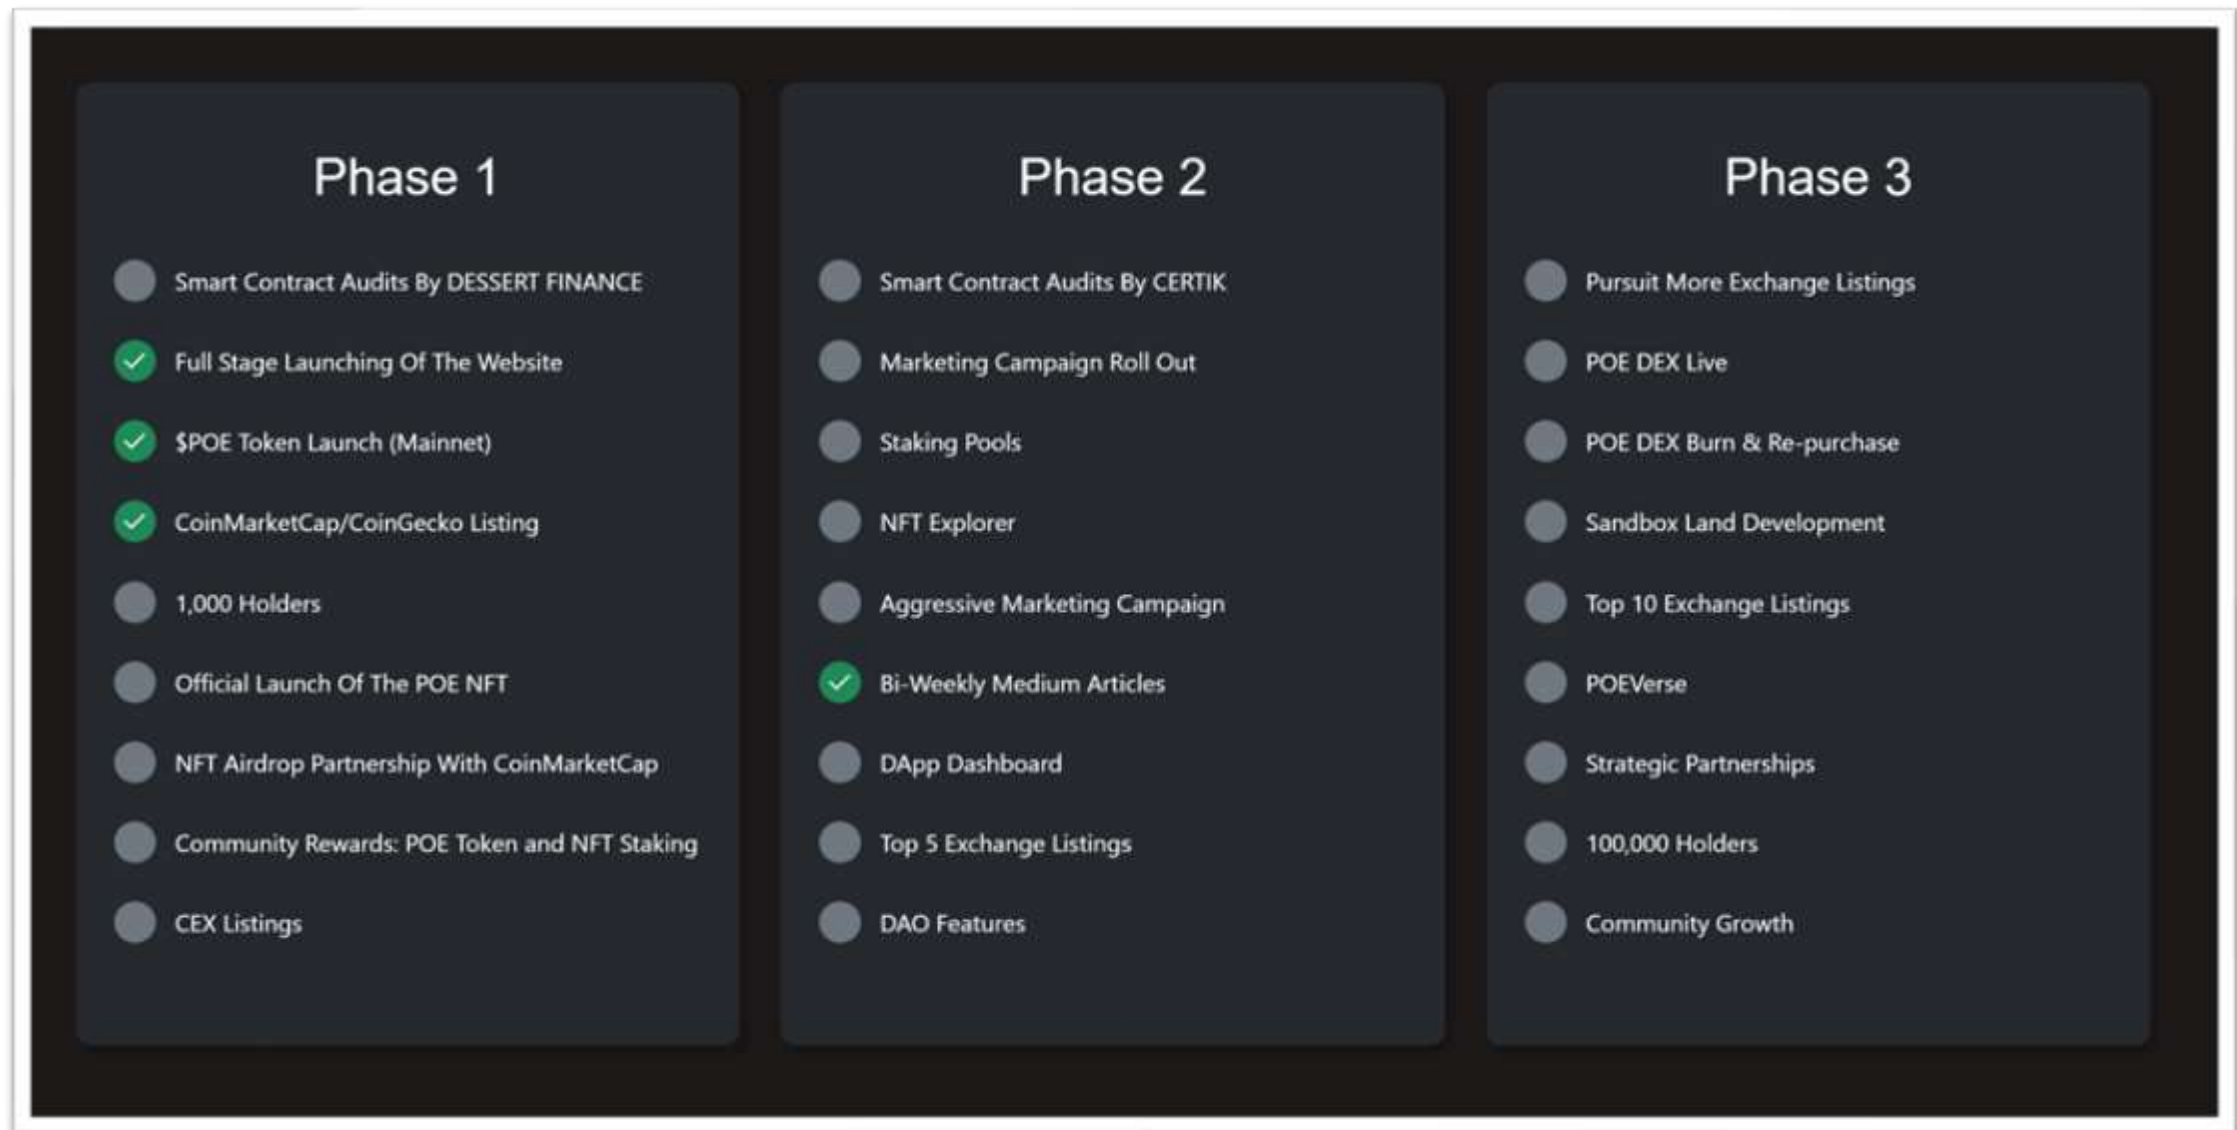 Phase 1
Smart Contract Audits By DESSERT FINANCE
Full Stage Launching Of The Website
$POE Token Launch (Mainnet)
CoinMarketCap/CoinGecko Listing
1,000 Holders
Official Launch Of The POE NFT
NFT Airdrop Partnership With CoinMarketCap
Community Rewards: POE Token and NFT Staking
CEX Listings
Phase 2
Smart Contract Audits By CERTIK
Marketing Campaign Roll Out
Staking Pools
NFT Explorer
Aggressive Marketing Campaign
Bi-Weekly Medium Articles
DApp Dashboard
Top 5 Exchange Listings
DAO Features
Phase 3
Pursuit More Exchange Listings
POE DEX Live
POE DEX Burn & Re-purchase
Sandbox Land Development
Top 10 Exchange Listings
POEVerse
Strategic Partnerships
100,000 Holders
Community Growth